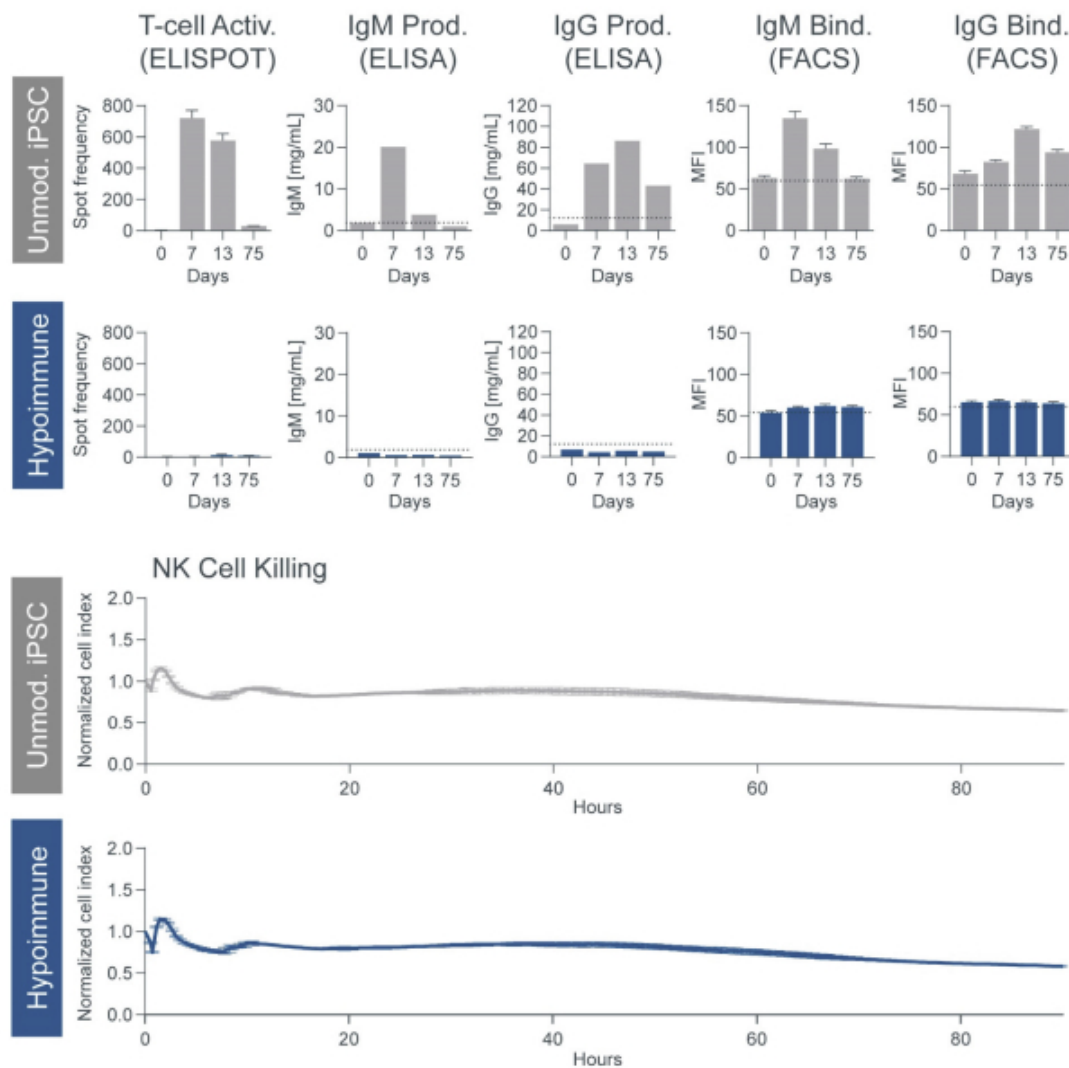 T-cell Activ.
(ELISPOT)
IgM Prod.
(ELISA)
IgG Prod.
(ELISA)
IgM Bind.
(FACS)
IgG Bind.
(FACS)
Unmod. iPSC
Spot frequency
800
600
400
200
0
0 7 13 75
Days
IgM [mg/mL]
30
20
10
0
0 7 13 75
Days
IgG [mg/mL]
120
100
80
60
40
20
0
0 7 13 75
Days
MFI
150
100
50
0
0 7 13 75
Days
MFI
150
100
50
0
0 7 13 75
Days
Hypoimmune
Spot frequency
800
600
400
200
0
0 7 13 75
Days
IgM [mg/mL]
30
20
10
0
0 7 13 75
Days
IgG [mg/mL]
120
100
80
60
40
20
0
0 7 13 75
Days
MFI
150
100
50
0
0 7 13 75
Days
MFI
150
100
50
0
0 7 13 75
Days
NK Cell Killing
Unmod. iPSC
Normalized cell index
2.0
1.5
1.0
0.5
0.0
0 20 40 60 80
Hours
Hypoimmune
Normalized cell index
2.0
1.5
1.0
0.5
0.0
0 20 40 60 80
Hours